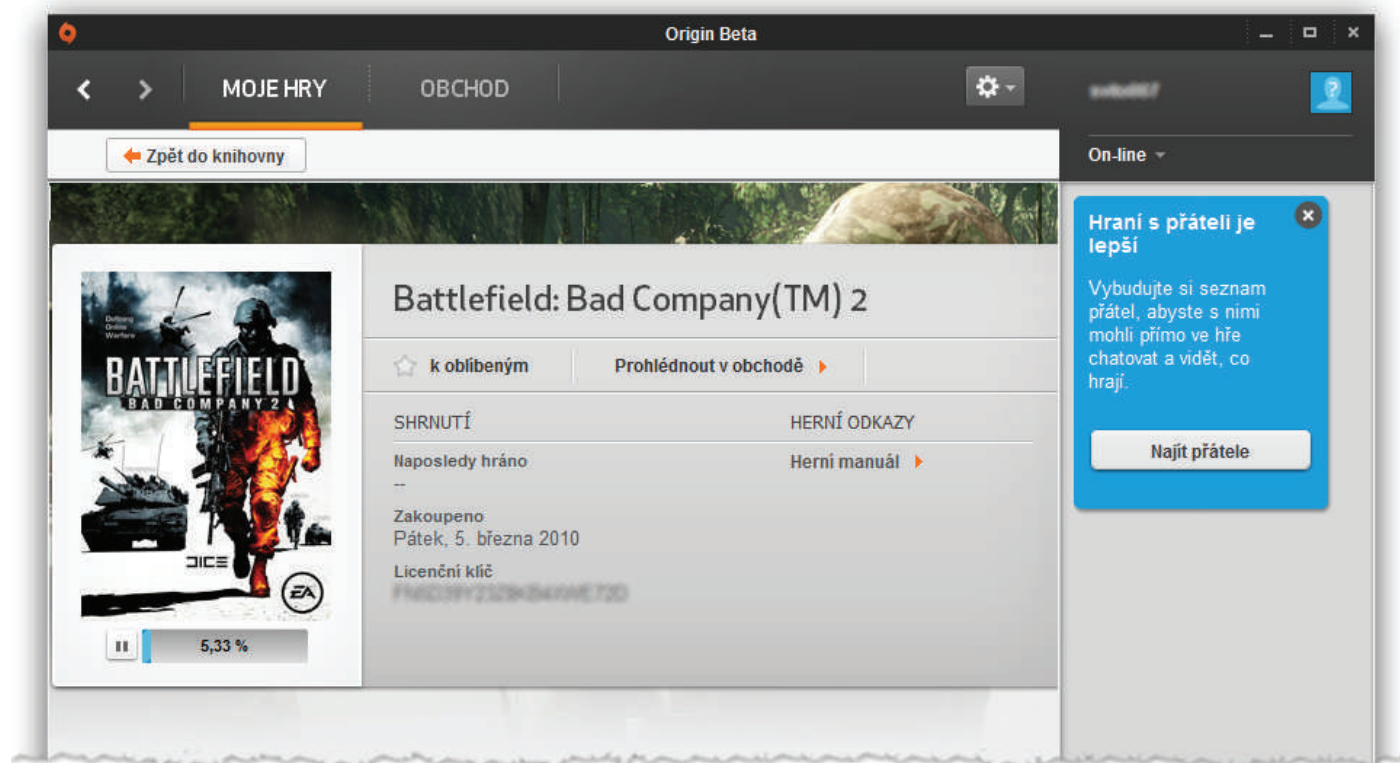 Origin Beta
MOJE HRY
OBCHOD
On-line
Zpět do knihovny
Hraní s přáteli je
lepší
Vybudujte si seznam
přátel, abyste s nimi
mohli přímo ve hře
chatovat a vidět, co
hrají.
Najít přátele
Battlefield: Bad Company(TM) 2
k oblíbeným
Prohlédnout v obchodě
SHRNUTÍ
HERNÍ ODKAZY
Naposledy hráno
--
Herní manuál
Zakoupeno
Pátek, 5. března 2010
Licenční klíč
Defining
Online
Warfare
BATTLEFIELD
BAD COMPANY 2
DICE
EA
5,33 %